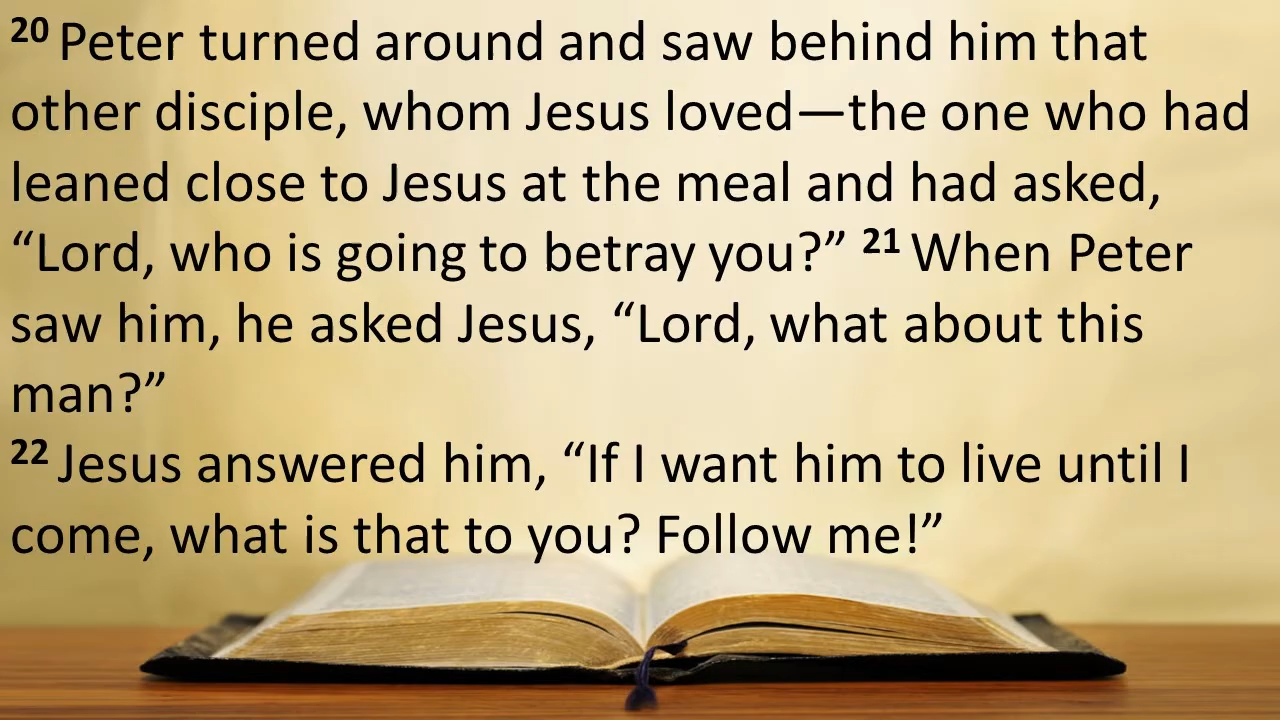 20 Peter turned around and saw behind him that
other disciple, whom Jesus loved—the one who had
leaned close to Jesus at the meal and had asked,
“Lord, who is going to betray you?” 21 When Peter
saw him, he asked Jesus, “Lord, what about this
man?”
22 Jesus answered him, “If I want him to live until I
come, what is that to you? Follow me!”